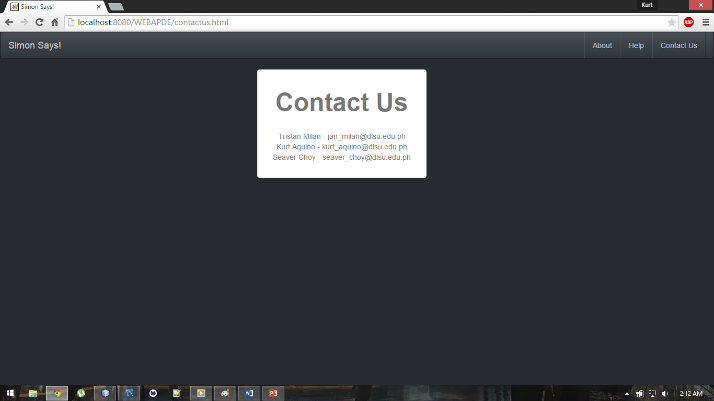 Simon Says!
Kurt
localhost:8080/WEBAPDE/contactus.html
ABP
Simon Says!
About
Help
Contact Us
Contact Us
Tristan Milan - jan_milan@dlsu.edu.ph
Kurt Aquino - kurt_aquino@dlsu.edu.ph
Seaver Choy - seaver_choy@dlsu.edu.ph
2:12 AM